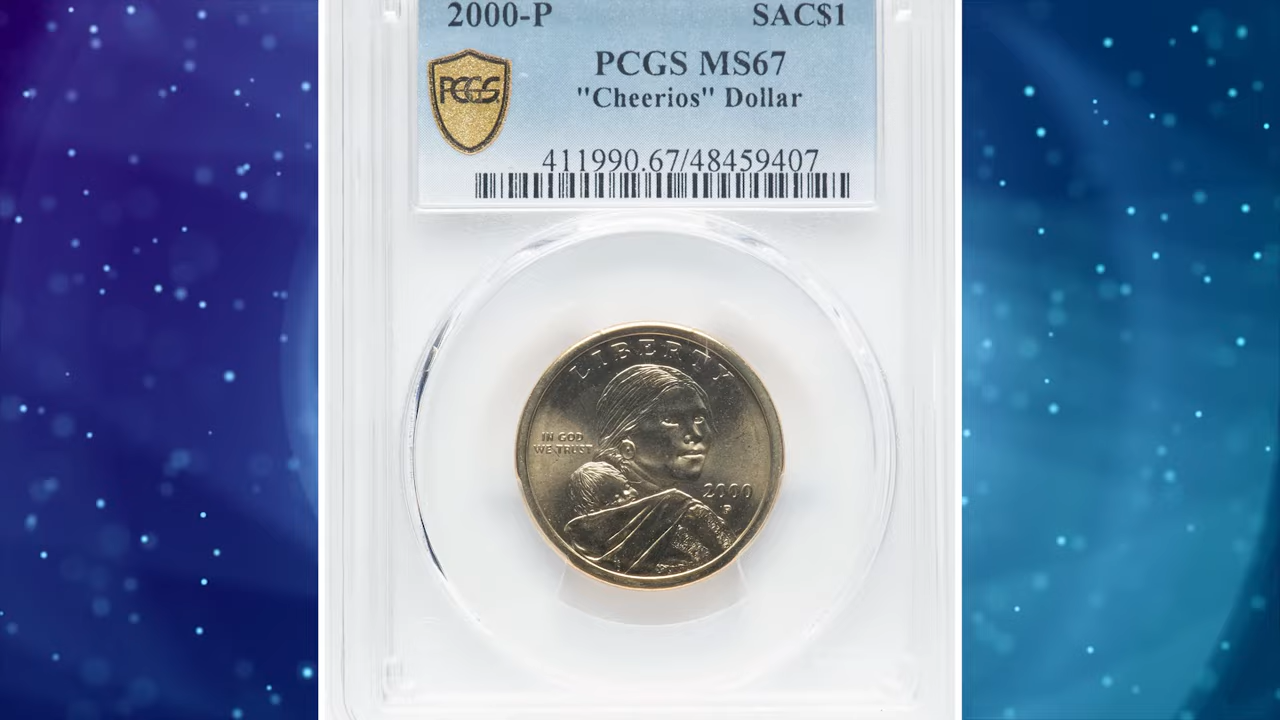 2000-P SAC$1
PCGS MS67
"Cheerios" Dollar
PCGS
411990.67/48459407
LIBERTY
IN GOD
WE TRUST
2000
P